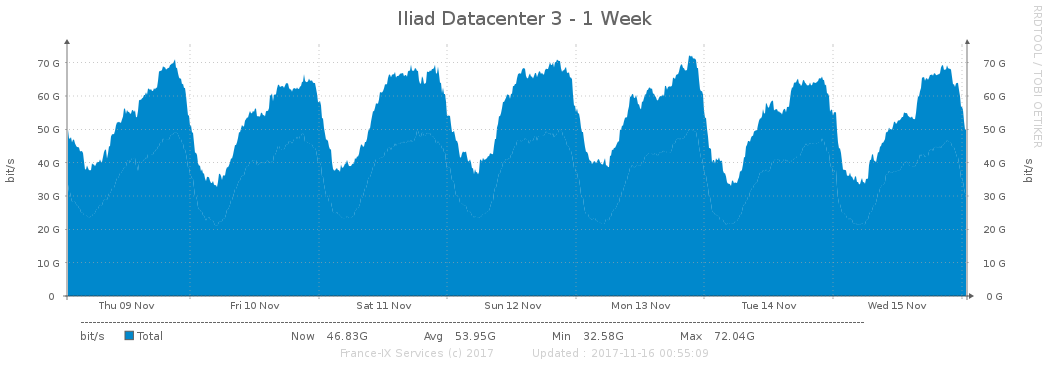 Iliad Datacenter 3 - 1 Week
RRDTOOL / TOBI OETIKER
bit/s
70 G 70 G
60 G 60 G
50 G 50 G
40 G 40 G
30 G 30 G
20 G 20 G
10 G 10 G
0 0 G
bit/s
Thu 09 Nov Fri 10 Nov Sat 11 Nov Sun 12 Nov Mon 13 Nov Tue 14 Nov Wed 15 Nov
bit/s Total Now 46.83G Avg 53.95G Min 32.58G Max 72.04G
France-IX Services (c) 2017 Updated : 2017-11-16 00:55:09